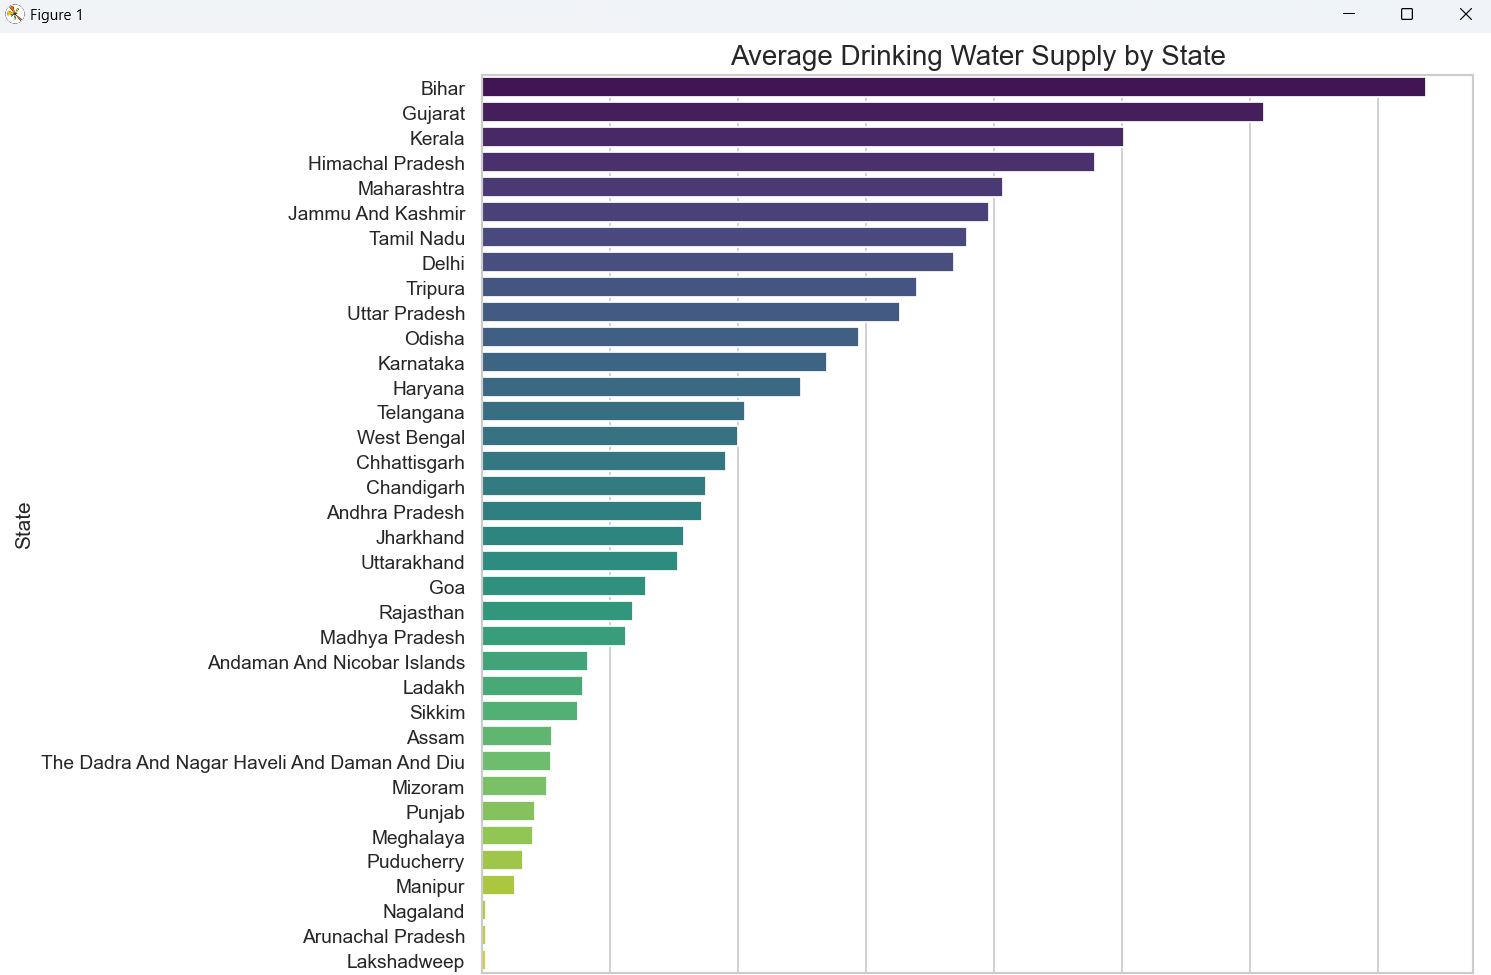 Figure 1
Average Drinking Water Supply by State
Bihar
Gujarat
Kerala
Himachal Pradesh
Maharashtra
Jammu And Kashmir
Tamil Nadu
Delhi
Tripura
Uttar Pradesh
Odisha
Karnataka
Haryana
Telangana
West Bengal
Chhattisgarh
Chandigarh
Andhra Pradesh
Jharkhand
Uttarakhand
Goa
Rajasthan
Madhya Pradesh
Andaman And Nicobar Islands
Ladakh
Sikkim
Assam
The Dadra And Nagar Haveli And Daman And Diu
Mizoram
Punjab
Meghalaya
Puducherry
Manipur
Nagaland
Arunachal Pradesh
Lakshadweep
State